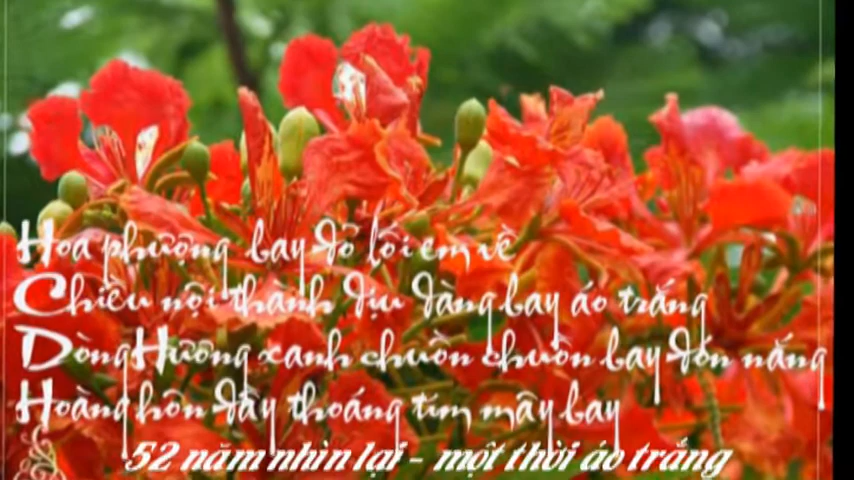 Hoa phượng bay đỏ lối em về
Chiều nội thành dịu dàng bay áo trắng
Dòng Hương xanh chuồn chuồn bay đón nắng
Hoàng hôn đầy thoáng tím mây bay
52 năm nhìn lại - một thời áo trắng